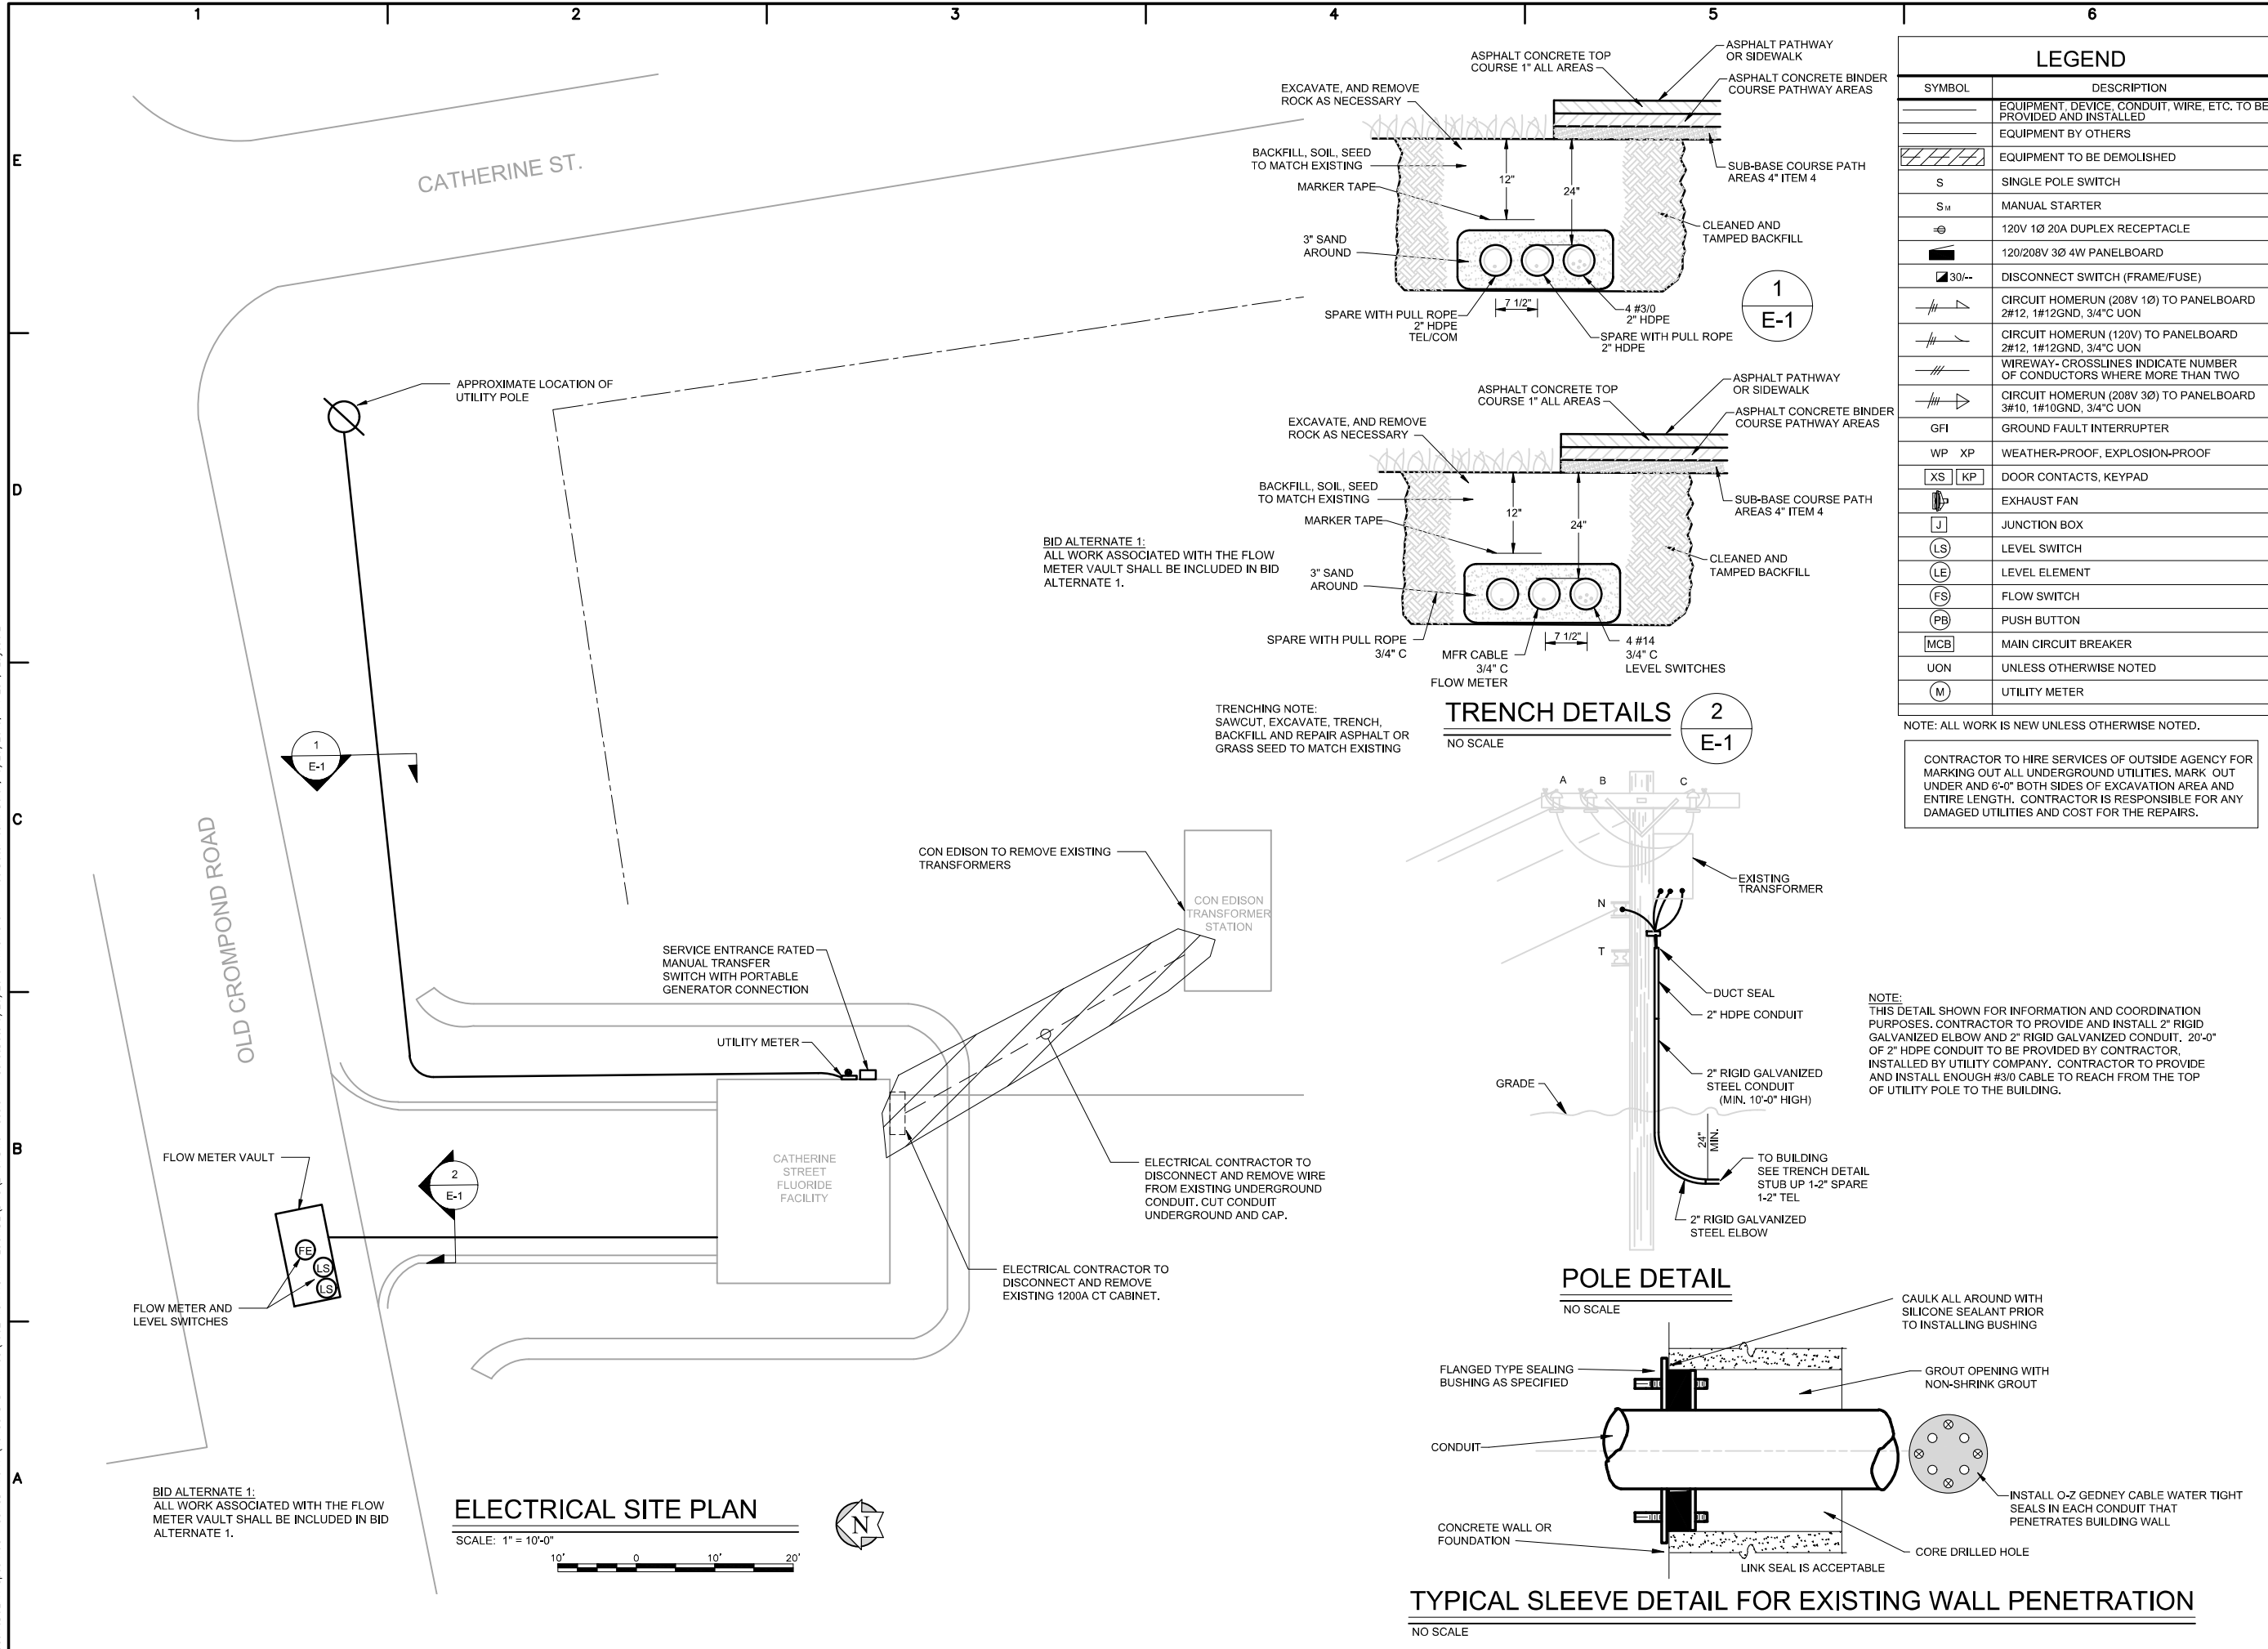 1
2
3
4
5
6
E
D
C
B
A
CATHERINE ST.
OLD CROMPOND ROAD
APPROXIMATE LOCATION OF
UTILITY POLE
1
E-1
BID ALTERNATE 1:
ALL WORK ASSOCIATED WITH THE FLOW
METER VAULT SHALL BE INCLUDED IN BID
ALTERNATE 1.
CON EDISON TO REMOVE EXISTING
TRANSFORMERS
CON EDISON
TRANSFORMER
STATION
SERVICE ENTRANCE RATED
MANUAL TRANSFER
SWITCH WITH PORTABLE
GENERATOR CONNECTION
UTILITY METER
FLOW METER VAULT
2
E-1
CATHERINE
STREET
FLUORIDE
FACILITY
FE
LS
LS
FLOW METER AND
LEVEL SWITCHES
ELECTRICAL CONTRACTOR TO
DISCONNECT AND REMOVE WIRE
FROM EXISTING UNDERGROUND
CONDUIT. CUT CONDUIT
UNDERGROUND AND CAP.
ELECTRICAL CONTRACTOR TO
DISCONNECT AND REMOVE
EXISTING 1200A CT CABINET.
BID ALTERNATE 1:
ALL WORK ASSOCIATED WITH THE FLOW
METER VAULT SHALL BE INCLUDED IN BID
ALTERNATE 1.
ELECTRICAL SITE PLAN
SCALE: 1" = 10'-0"
10' 0 10' 20'
N
ASPHALT CONCRETE TOP
COURSE 1" ALL AREAS
ASPHALT PATHWAY
OR SIDEWALK
EXCAVATE, AND REMOVE
ROCK AS NECESSARY
ASPHALT CONCRETE BINDER
COURSE PATHWAY AREAS
BACKFILL, SOIL, SEED
TO MATCH EXISTING
SUB-BASE COURSE PATH
AREAS 4" ITEM 4
MARKER TAPE
12"
24"
3" SAND
AROUND
CLEANED AND
TAMPED BACKFILL
7 1/2"
SPARE WITH PULL ROPE
2" HDPE
TEL/COM
4 #3/0
2" HDPE
SPARE WITH PULL ROPE
2" HDPE
1
E-1
ASPHALT CONCRETE TOP
COURSE 1" ALL AREAS
ASPHALT PATHWAY
OR SIDEWALK
EXCAVATE, AND REMOVE
ROCK AS NECESSARY
ASPHALT CONCRETE BINDER
COURSE PATHWAY AREAS
BACKFILL, SOIL, SEED
TO MATCH EXISTING
SUB-BASE COURSE PATH
AREAS 4" ITEM 4
MARKER TAPE
12"
24"
3" SAND
AROUND
CLEANED AND
TAMPED BACKFILL
7 1/2"
SPARE WITH PULL ROPE
3/4" C
MFR CABLE
3/4" C
FLOW METER
4 #14
3/4" C
LEVEL SWITCHES
TRENCHING NOTE:
SAWCUT, EXCAVATE, TRENCH,
BACKFILL AND REPAIR ASPHALT OR
GRASS SEED TO MATCH EXISTING
TRENCH DETAILS
NO SCALE
2
E-1
A B C
EXISTING
TRANSFORMER
N
T
DUCT SEAL
2" HDPE CONDUIT
2" RIGID GALVANIZED
STEEL CONDUIT
(MIN. 10'-0" HIGH)
GRADE
24"
MIN.
TO BUILDING
SEE TRENCH DETAIL
STUB UP 1-2" SPARE
1-2" TEL
2" RIGID GALVANIZED
STEEL ELBOW
POLE DETAIL
NO SCALE
NOTE:
THIS DETAIL SHOWN FOR INFORMATION AND COORDINATION
PURPOSES. CONTRACTOR TO PROVIDE AND INSTALL 2" RIGID
GALVANIZED ELBOW AND 2" RIGID GALVANIZED CONDUIT. 20'-0"
OF 2" HDPE CONDUIT TO BE PROVIDED BY CONTRACTOR,
INSTALLED BY UTILITY COMPANY. CONTRACTOR TO PROVIDE
AND INSTALL ENOUGH #3/0 CABLE TO REACH FROM THE TOP
OF UTILITY POLE TO THE BUILDING.
CAULK ALL AROUND WITH
SILICONE SEALANT PRIOR
TO INSTALLING BUSHING
FLANGED TYPE SEALING
BUSHING AS SPECIFIED
GROUT OPENING WITH
NON-SHRINK GROUT
CONDUIT
INSTALL O-Z GEDNEY CABLE WATER TIGHT
SEALS IN EACH CONDUIT THAT
PENETRATES BUILDING WALL
CONCRETE WALL OR
FOUNDATION
CORE DRILLED HOLE
LINK SEAL IS ACCEPTABLE
TYPICAL SLEEVE DETAIL FOR EXISTING WALL PENETRATION
NO SCALE
LEGEND
SYMBOL DESCRIPTION
EQUIPMENT, DEVICE, CONDUIT, WIRE, ETC. TO BE
PROVIDED AND INSTALLED
EQUIPMENT BY OTHERS
EQUIPMENT TO BE DEMOLISHED
S SINGLE POLE SWITCH
SM MANUAL STARTER
120V 1Ø 20A DUPLEX RECEPTACLE
120/208V 3Ø 4W PANELBOARD
30/-- DISCONNECT SWITCH (FRAME/FUSE)
CIRCUIT HOMERUN (208V 1Ø) TO PANELBOARD
2#12, 1#12GND, 3/4"C UON
CIRCUIT HOMERUN (120V) TO PANELBOARD
2#12, 1#12GND, 3/4"C UON
WIREWAY- CROSSLINES INDICATE NUMBER
OF CONDUCTORS WHERE MORE THAN TWO
CIRCUIT HOMERUN (208V 3Ø) TO PANELBOARD
3#10, 1#10GND, 3/4"C UON
GFI GROUND FAULT INTERRUPTER
WP XP WEATHER-PROOF, EXPLOSION-PROOF
XS KP DOOR CONTACTS, KEYPAD
EXHAUST FAN
J JUNCTION BOX
LS LEVEL SWITCH
LE LEVEL ELEMENT
FS FLOW SWITCH
PB PUSH BUTTON
MCB MAIN CIRCUIT BREAKER
UON UNLESS OTHERWISE NOTED
M UTILITY METER
NOTE: ALL WORK IS NEW UNLESS OTHERWISE NOTED.
CONTRACTOR TO HIRE SERVICES OF OUTSIDE AGENCY FOR
MARKING OUT ALL UNDERGROUND UTILITIES. MARK OUT
UNDER AND 6'-0" BOTH SIDES OF EXCAVATION AREA AND
ENTIRE LENGTH. CONTRACTOR IS RESPONSIBLE FOR ANY
DAMAGED UTILITIES AND COST FOR THE REPAIRS.